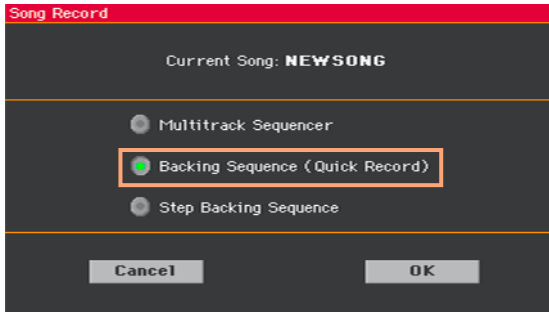 Song Record
Current Song: NEWSONG
Multitrack Sequencer
Backing Sequence (Quick Record)
Step Backing Sequence
Cancel OK